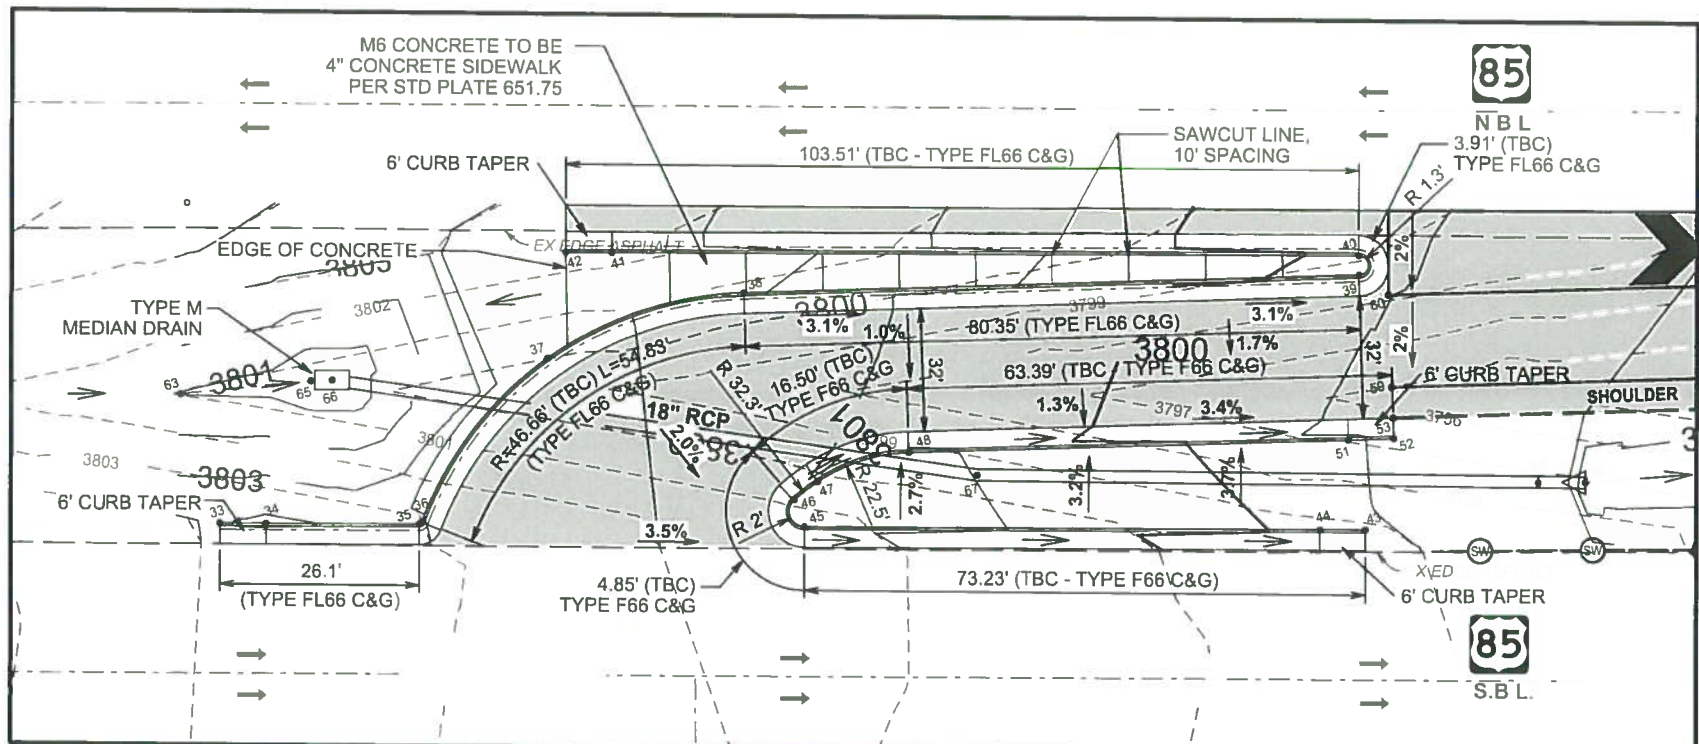 M6 CONCRETE TO BE
4" CONCRETE SIDEWALK
PER STD PLATE 651.75
85
N B L
SAWCUT LINE,
10' SPACING
3.91' (TBC)
TYPE FL66 C&G
103.51' (TBC - TYPE FL66 C&G)
6' CURB TAPER
R 1.3'
EX EDGE ASPHALT
EDGE OF CONCRETE
3803
42
41
40
2%
38
39
60
3800
3799
TYPE M
MEDIAN DRAIN
3802
3.1%
1.0%
80.35' (TYPE FL66 C&G)
3.1%
1.7%
3800
32'
32'
2%
37
63
3801
65
66
R=46.66' (TBC) L=54.83'
(TYPE FL66 C&G)
R 32.3'
16.50' (TBC)
TYPE F66 C&G
63.39' (TBC / TYPE F66 C&G)
59
6' CURB TAPER
SHOULDER
18" RCP
2.0%
3801
1.3%
3797
3.4%
53
52
51
3801
3803
3803
48
47
46
45
R 22.5'
2.7%
67
3.2%
3.7%
6' CURB TAPER
33
34
35
36
R 2'
3.5%
44
43
SW
SW
26.1'
(TYPE FL66 C&G)
4.85' (TBC)
TYPE F66 C&G
73.23' (TBC - TYPE F66 C&G)
6' CURB TAPER
85
S.B L.